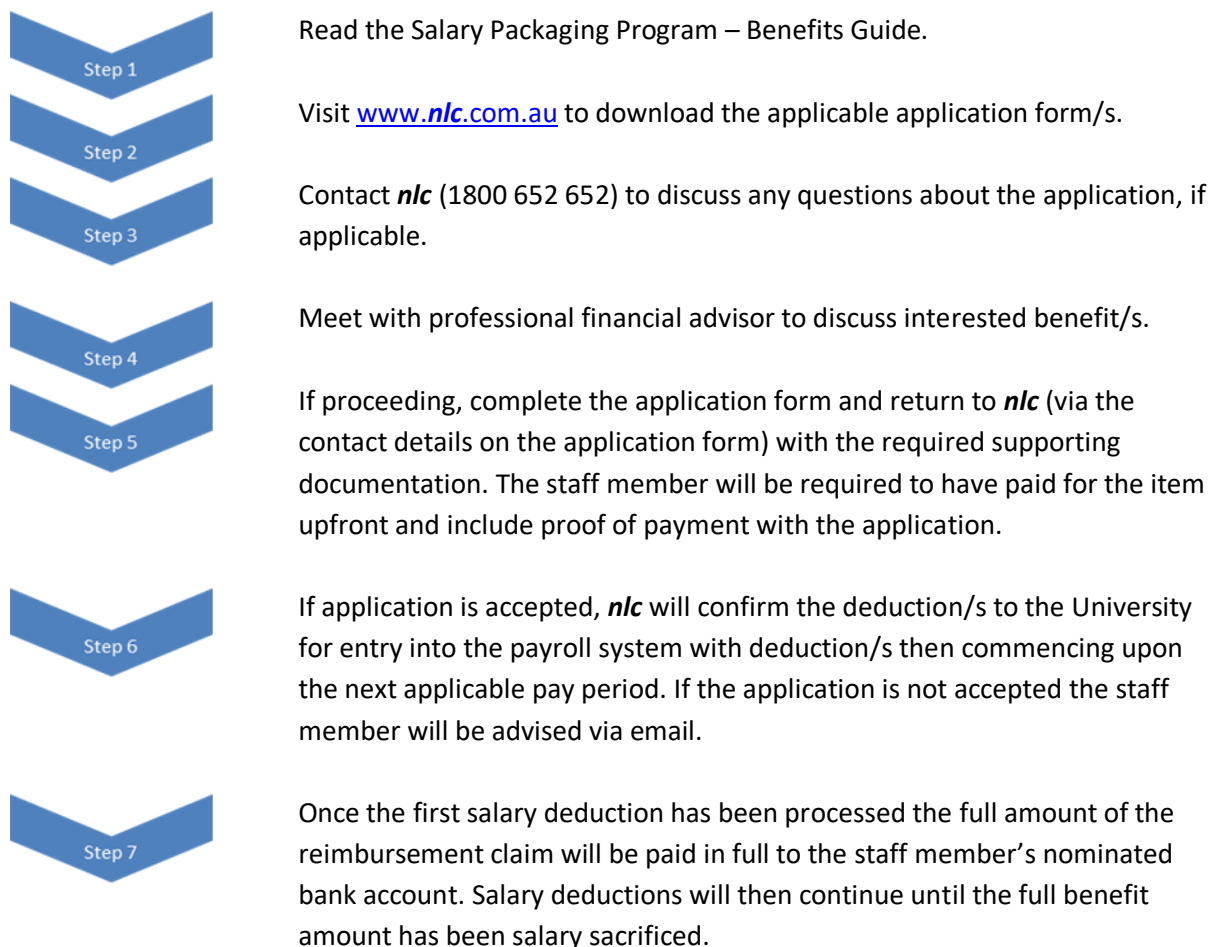 Step 1
Read the Salary Packaging Program – Benefits Guide.
Step 2
Visit www.nlc.com.au to download the applicable application form/s.
Step 3
Contact nlc (1800 652 652) to discuss any questions about the application, if
applicable.
Step 4
Meet with professional financial advisor to discuss interested benefit/s.
Step 5
If proceeding, complete the application form and return to nlc (via the
contact details on the application form) with the required supporting
documentation. The staff member will be required to have paid for the item
upfront and include proof of payment with the application.
Step 6
If application is accepted, nlc will confirm the deduction/s to the University
for entry into the payroll system with deduction/s then commencing upon
the next applicable pay period. If the application is not accepted the staff
member will be advised via email.
Step 7
Once the first salary deduction has been processed the full amount of the
reimbursement claim will be paid in full to the staff member’s nominated
bank account. Salary deductions will then continue until the full benefit
amount has been salary sacrificed.